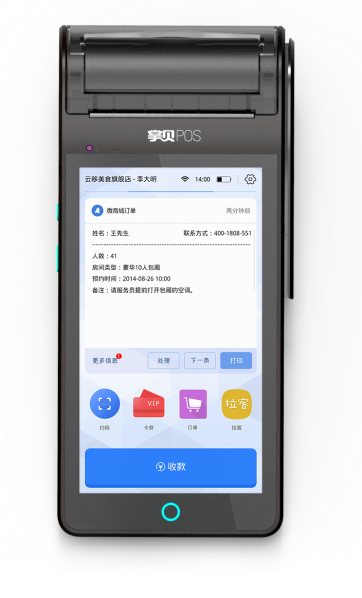 享贝POS
云移美食旗舰店 - 李大明 14:00
微商城订单 两分钟前
姓名：王先生 联系方式：400-1808-551
人数：41
房间类型：豪华10人包厢
预约时间：2014-08-26 10:00
备注：请服务员提前打开包厢的空调。
更多信息 处理 下一条 打印
VIP 拉客
扫码 卡券 订单 拉客
收款